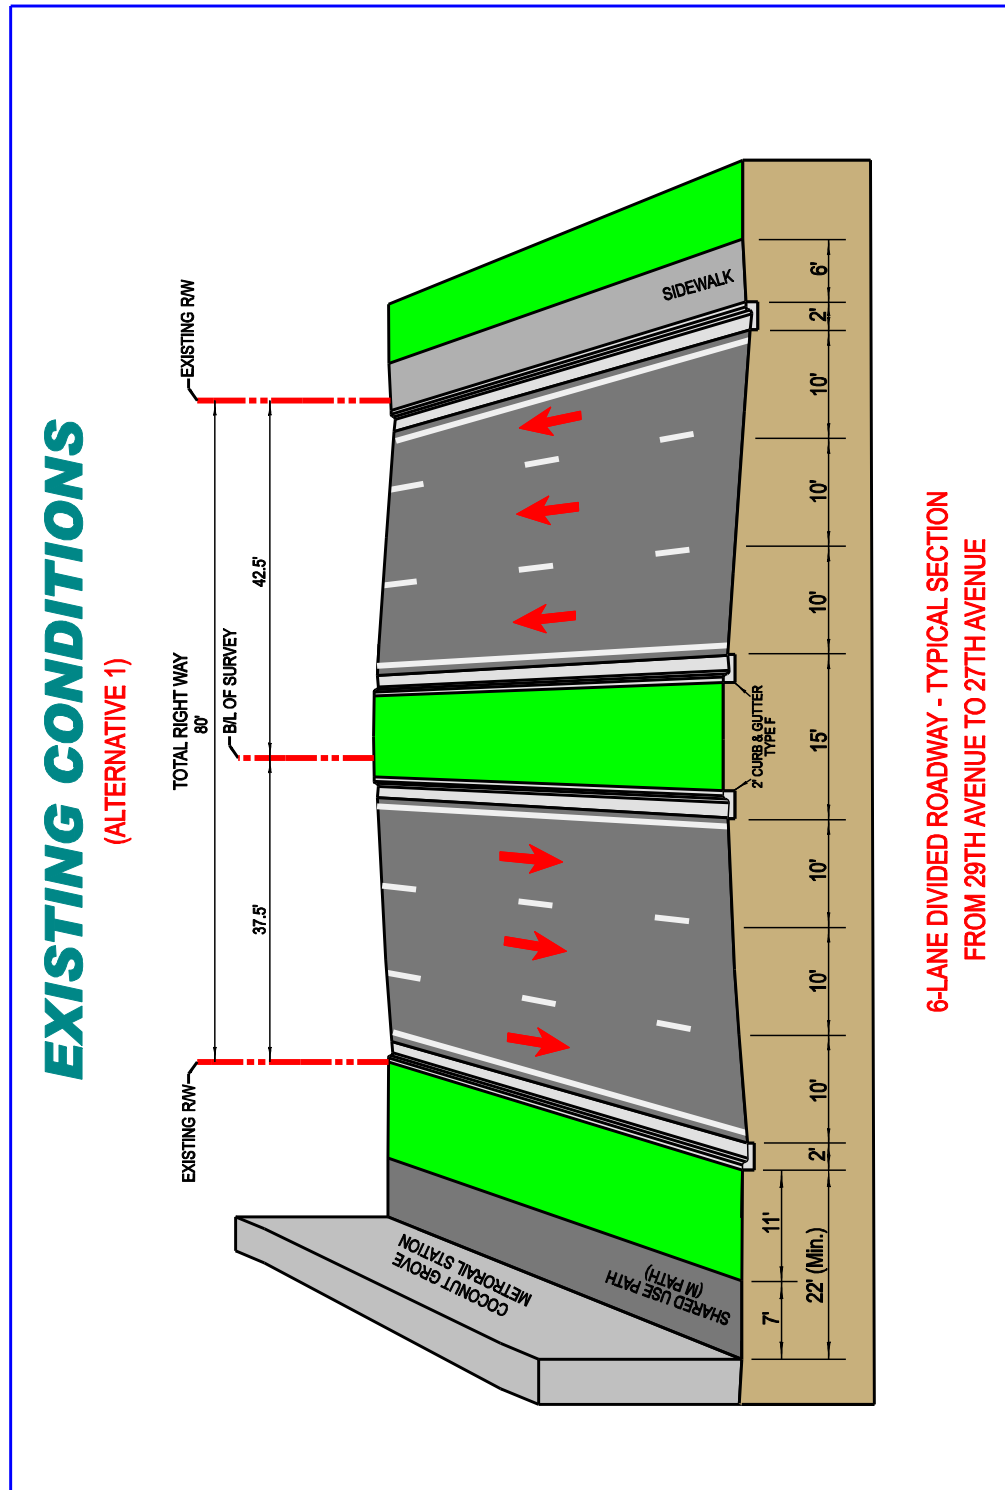 EXISTING CONDITIONS
(ALTERNATIVE 1)
TOTAL RIGHT WAY
80'
EXISTING R/W
B/L OF SURVEY
EXISTING R/W
37.5'
42.5'
COCONUT GROVE
METRORAIL STATION
SHARED USE PATH
(M PATH)
SIDEWALK
2' CURB & GUTTER
TYPE F
7'
11'
22' (Min.)
2'
10'
10'
10'
15'
10'
10'
10'
2'
6'
6-LANE DIVIDED ROADWAY - TYPICAL SECTION
FROM 29TH AVENUE TO 27TH AVENUE